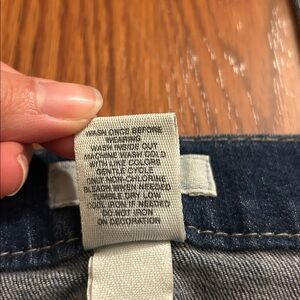 WASH ONCE BEFORE
WEARING
WASH INSIDE OUT
MACHINE WASH COLD
WITH LIKE COLORS
GENTLE CYCLE
ONLY NON-CHLORINE
BLEACH WHEN NEEDED
TUMBLE DRY LOW
COOL IRON IF NEEDED
DO NOT IRON
ON DECORATION